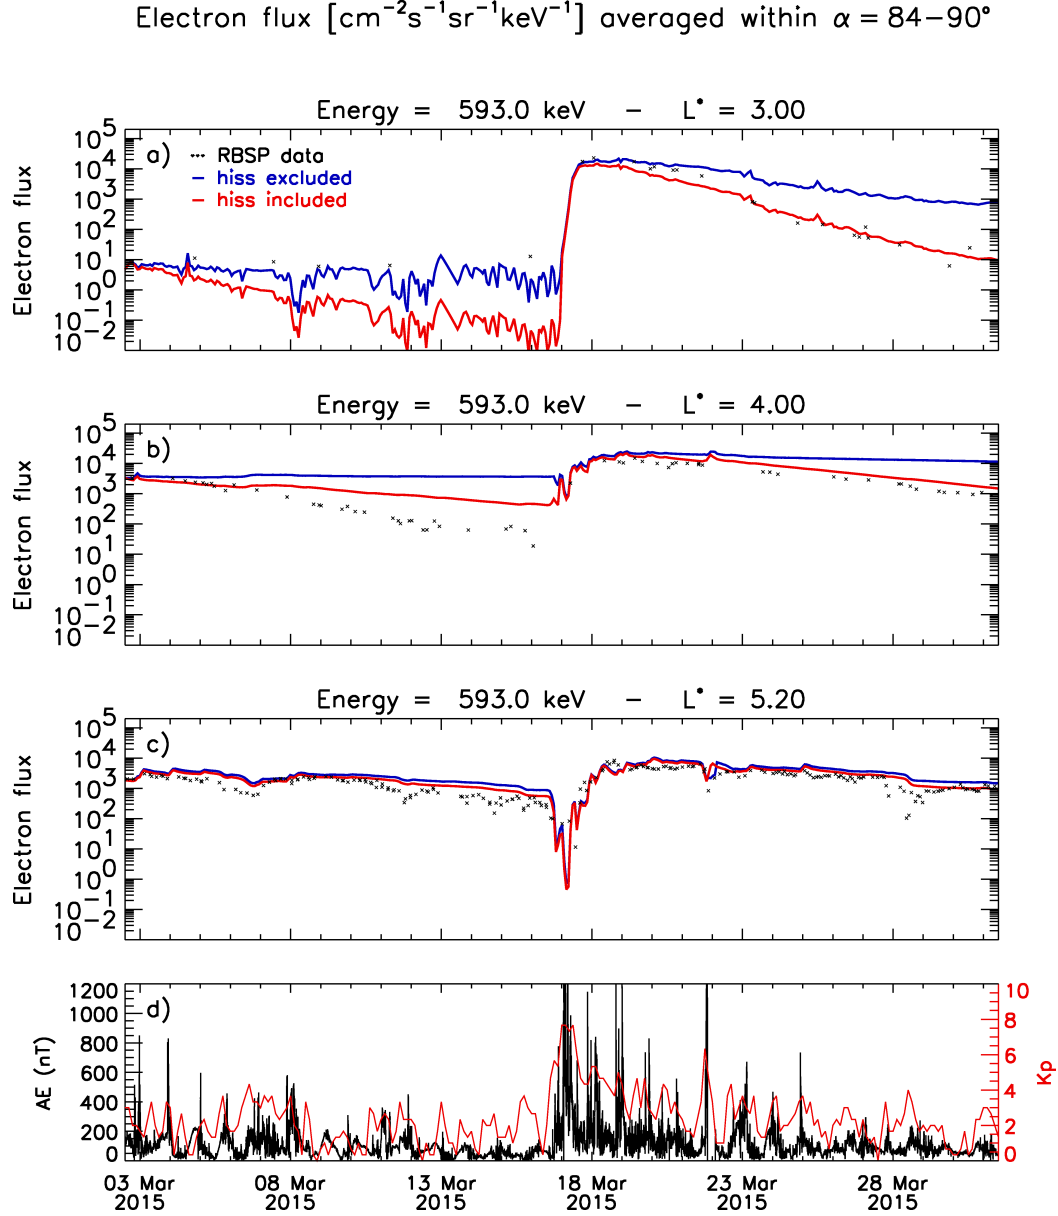 Electron flux [cm⁻²s⁻¹sr⁻¹keV⁻¹] averaged within α = 84−90°
Energy = 593.0 keV − L* = 3.00
a)
RBSP data
hiss excluded
hiss included
Electron flux
10⁵
10⁴
10³
10²
10¹
10⁰
10⁻¹
10⁻²
Energy = 593.0 keV − L* = 4.00
b)
Electron flux
10⁵
10⁴
10³
10²
10¹
10⁰
10⁻¹
10⁻²
Energy = 593.0 keV − L* = 5.20
c)
Electron flux
10⁵
10⁴
10³
10²
10¹
10⁰
10⁻¹
10⁻²
d)
AE (nT)
1200
1000
800
600
400
200
0
10
8
6
4
2
0
Kp
03 Mar 08 Mar 13 Mar 18 Mar 23 Mar 28 Mar
2015 2015 2015 2015 2015 2015